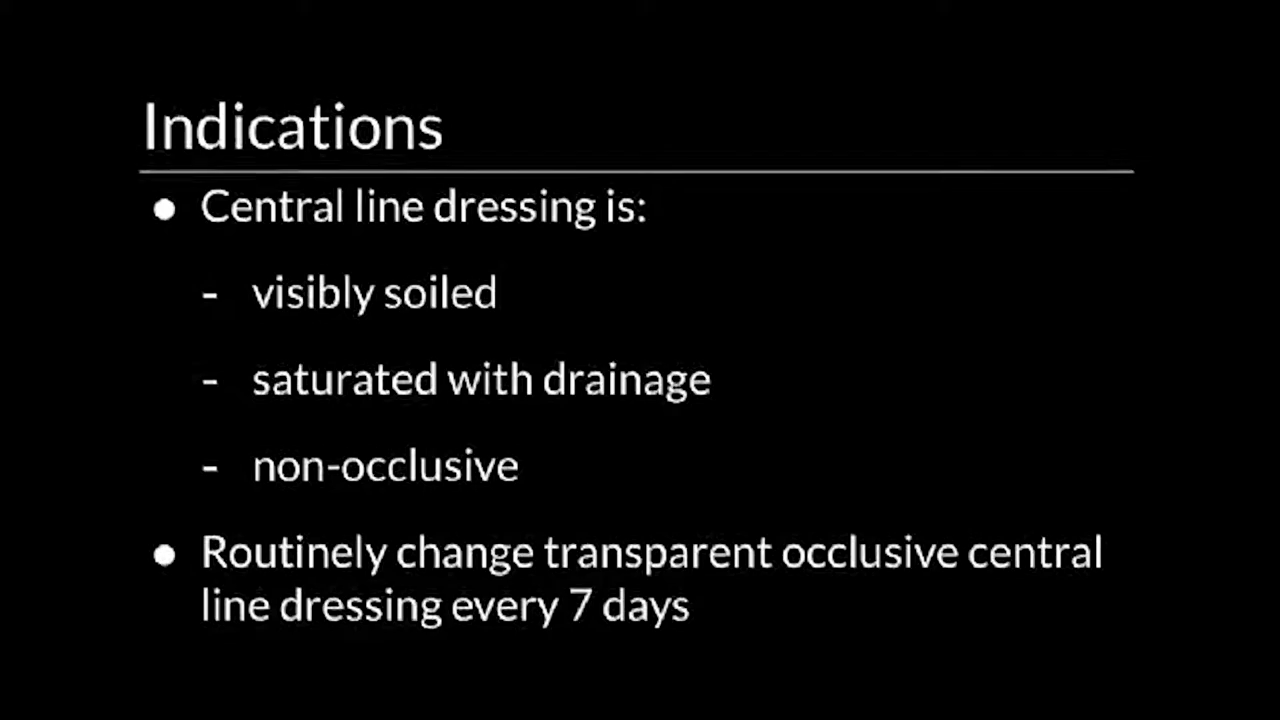 Indications
● Central line dressing is:
- visibly soiled
- saturated with drainage
- non-occlusive
● Routinely change transparent occlusive central
line dressing every 7 days